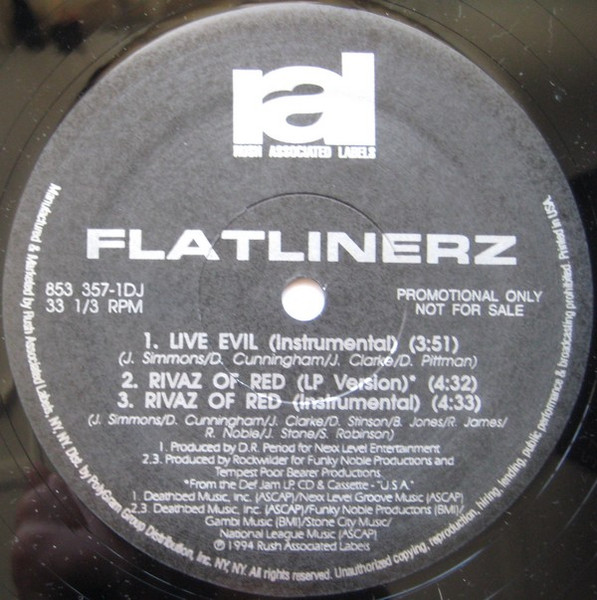 ral
RUSH ASSOCIATED LABELS
FLATLINERZ
853 357-1DJ
33 1/3 RPM
PROMOTIONAL ONLY
NOT FOR SALE
1. LIVE EVIL (Instrumental) (3:51)
(J. Simmons/D. Cunningham/J. Clarke/D. Pittman)
2. RIVAZ OF RED (LP Version)* (4:32)
3. RIVAZ OF RED (Instrumental) (4:33)
(J. Simmons/D. Cunningham/J. Clarke/D. Stinson/B. Jones/R. James/
R. Noble/J. Stone/S. Robinson)
1. Produced by D.R. Period for Next Level Entertainment
2.3. Produced by Rockwilder for Funky Noble Productions and
Tempest Poor Bearer Productions
*From the Def Jam LP, CD & Cassette - "U.S.A."
1. Deathbed Music, Inc. (ASCAP)/Next Level Groove Music (ASCAP)
2.3. Deathbed Music, Inc. (ASCAP)/Funky Noble Productions (BMI)/
Gambi Music (BMI)/Stone City Music/
National League Music (ASCAP)
℗ 1994 Rush Associated Labels
Manufactured & Marketed by Rush Associated Labels, NY, NY. Dist. by PolyGram Group Distribution, Inc. NY, NY. All rights reserved. Unauthorized copying, reproduction, hiring, lending, public performance & broadcasting prohibited. Printed in USA.